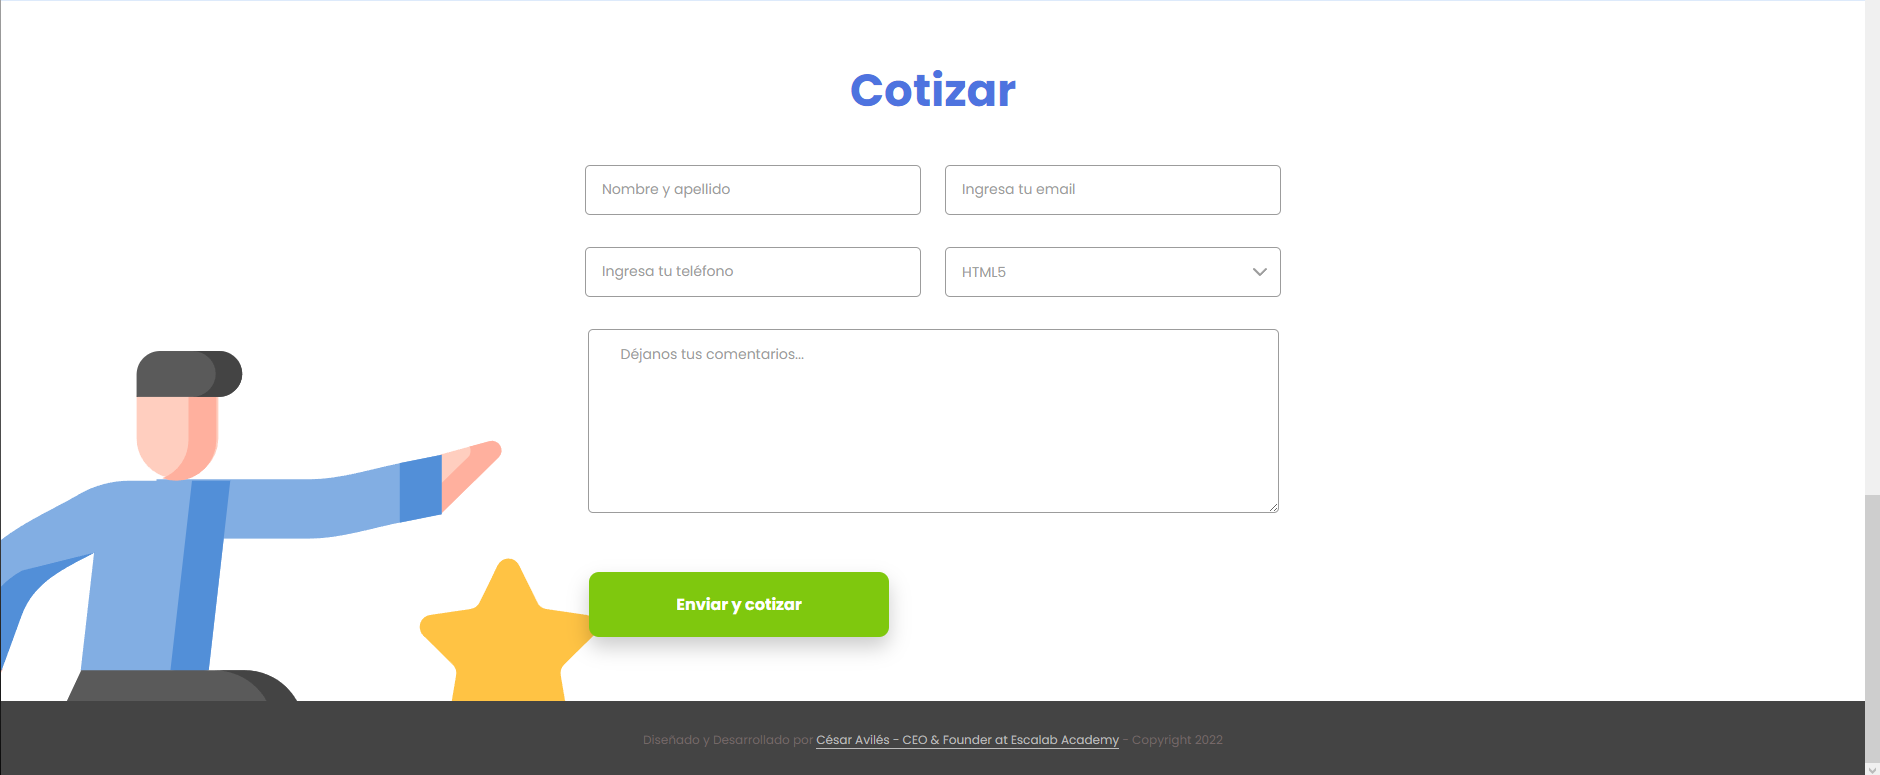 Cotizar
Nombre y apellido
Ingresa tu email
Ingresa tu teléfono
HTML5
Déjanos tus comentarios...
Enviar y cotizar
Diseñado y Desarrollado por César Avilés - CEO & Founder at Escalab Academy - Copyright 2022